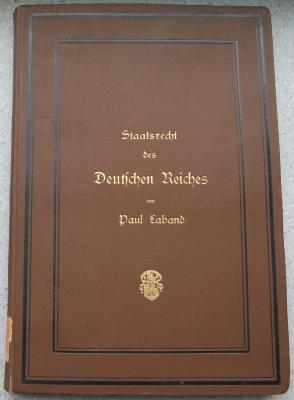 Staatsrecht
des
Deutschen Reiches
von
Paul Laband